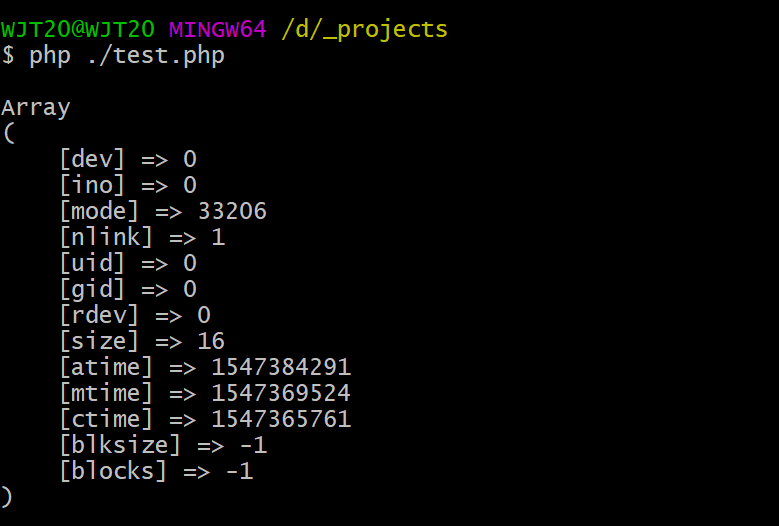 WJT20@WJT20 MINGW64 /d/_projects
$ php ./test.php
Array
(
[dev] => 0
[ino] => 0
[mode] => 33206
[nlink] => 1
[uid] => 0
[gid] => 0
[rdev] => 0
[size] => 16
[atime] => 1547384291
[mtime] => 1547369524
[ctime] => 1547365761
[blksize] => -1
[blocks] => -1
)